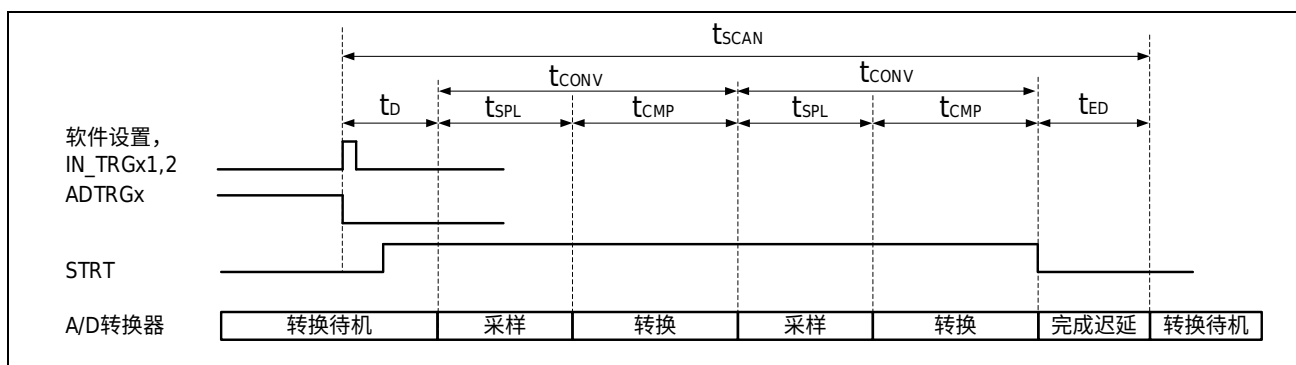 tSCAN
tCONV tCONV
tD tSPL tCMP tSPL tCMP tED
软件设置，
IN_TRGx1,2
ADTRGx
STRT
A/D转换器 转换待机 采样 转换 采样 转换 完成迟延 转换待机